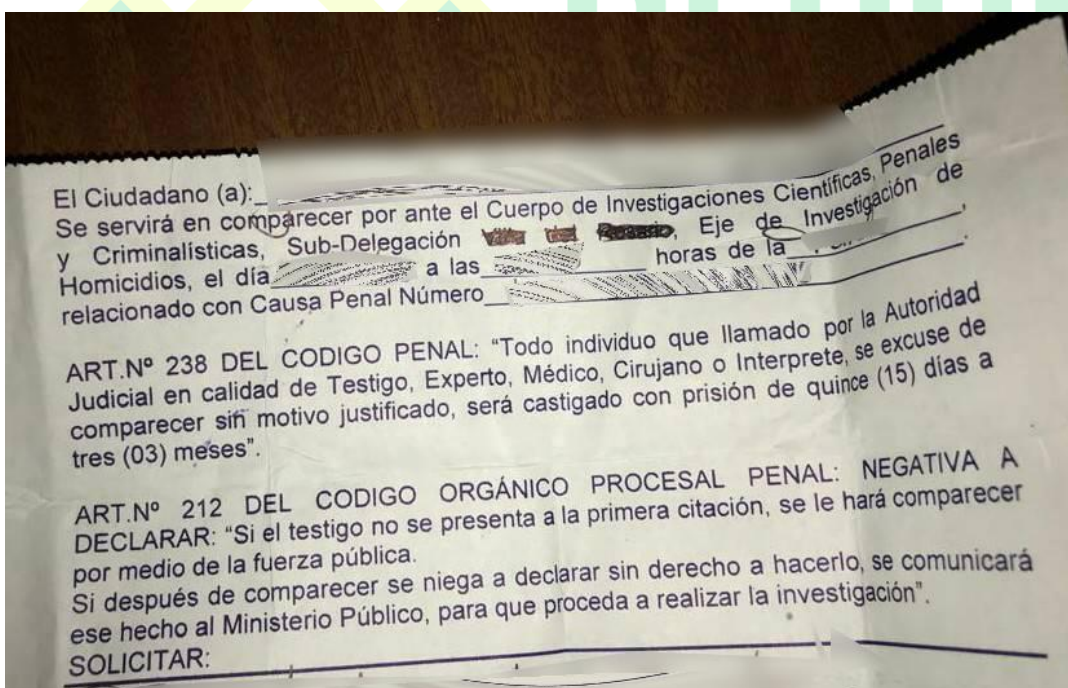 El Ciudadano (a):
Se servirá en comparecer por ante el Cuerpo de Investigaciones Científicas, Penales
y Criminalísticas, Sub-Delegación Villa del Rosario, Eje de Investigación de
Homicidios, el día a las horas de la
relacionado con Causa Penal Número
ART.Nº 238 DEL CODIGO PENAL: “Todo individuo que llamado por la Autoridad
Judicial en calidad de Testigo, Experto, Médico, Cirujano o Interprete, se excuse de
comparecer sin motivo justificado, será castigado con prisión de quince (15) días a
tres (03) meses”.
ART.Nº 212 DEL CODIGO ORGÁNICO PROCESAL PENAL: NEGATIVA A
DECLARAR: “Si el testigo no se presenta a la primera citación, se le hará comparecer
por medio de la fuerza pública.
Si después de comparecer se niega a declarar sin derecho a hacerlo, se comunicará
ese hecho al Ministerio Público, para que proceda a realizar la investigación”.
SOLICITAR: